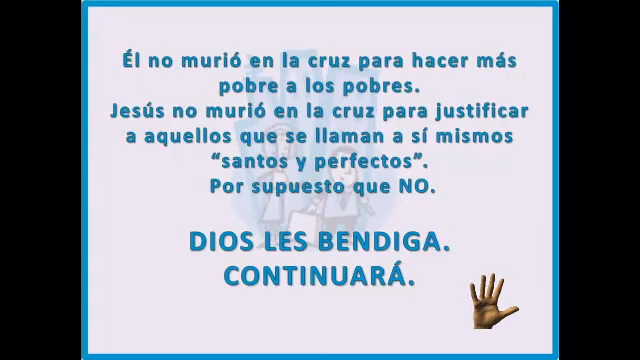 Él no murió en la cruz para hacer más
pobre a los pobres.
Jesús no murió en la cruz para justificar
a aquellos que se llaman a sí mismos
“santos y perfectos”.
Por supuesto que NO.
DIOS LES BENDIGA.
CONTINUARÁ.